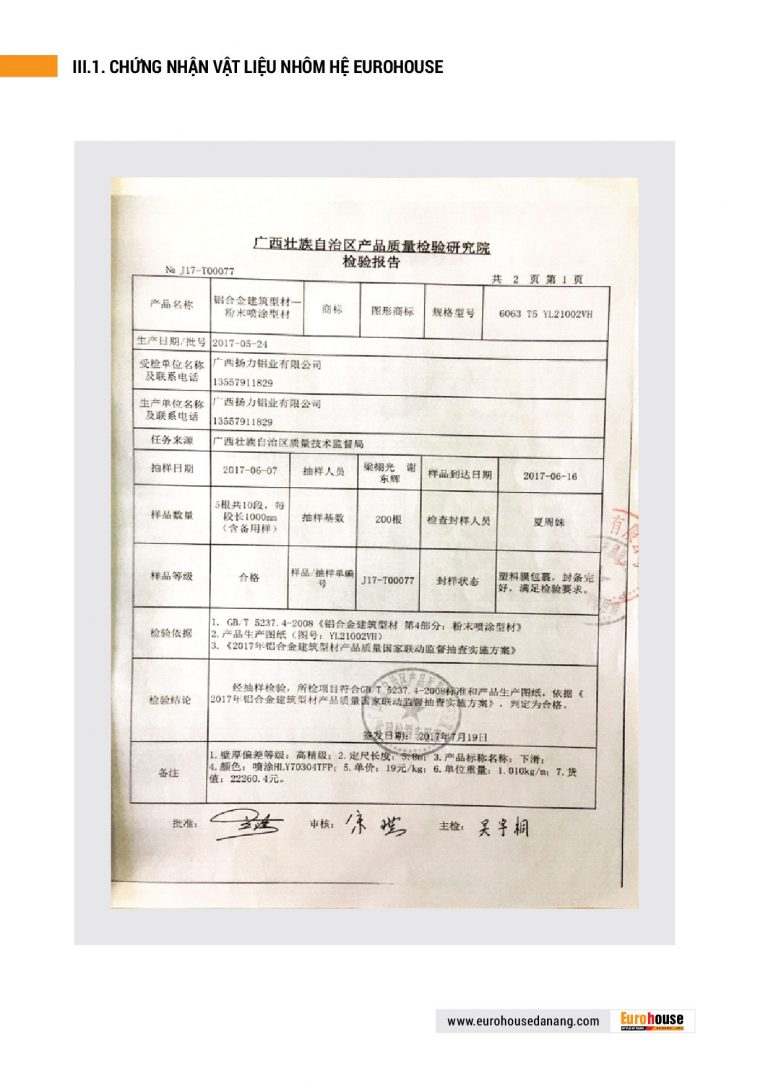 III.1. CHỨNG NHẬN VẬT LIỆU NHÔM HỆ EUROHOUSE
广西壮族自治区产品质量检验研究院
检验报告
№ J17-T00077
共 2 页 第 1 页
产品名称 铝合金建筑型材—粉末喷涂型材 商标 图形商标 规格型号 6063 T5 YL21002VH
生产日期/批号 2017-05-24
受检单位名称及联系电话 广西扬力铝业有限公司
13557911829
生产单位名称及联系电话 广西扬力铝业有限公司
13557911829
任务来源 广西壮族自治区质量技术监督局
抽样日期 2017-06-07 抽样人员 梁栩光 谢东辉 样品到达日期 2017-06-16
样品数量 5根共10段,每段长1000mm(含备用样) 抽样基数 200根 检查封样人员 夏周妹
样品等级 合格 样品/抽样单编号 J17-T00077 封样状态 塑料膜包裹,封条完好,满足检验要求。
检验依据
1. GB/T 5237.4-2008《铝合金建筑型材 第4部分:粉末喷涂型材》
2.产品生产图纸(图号:YL21002VH)
3.《2017年铝合金建筑型材产品质量国家联动监督抽查实施方案》
检验结论
经抽样检验,所检项目符合GB/T 5237.4-2008标准和产品生产图纸,依据《
2017年铝合金建筑型材产品质量国家联动监督抽查实施方案》,判定为合格。
签发日期:2017年7月19日
备注
1.壁厚偏差等级:高精级;2.定尺长度:5.8m;3.产品标称名称:下滑;
4.颜色:喷涂HLY70304TFP;5.单价:19元/kg;6.单位重量:1.010kg/m;7.货
值:22260.4元。
批准: 审核: 主检:吴宇桐
www.eurohousedanang.com
Eurohouse